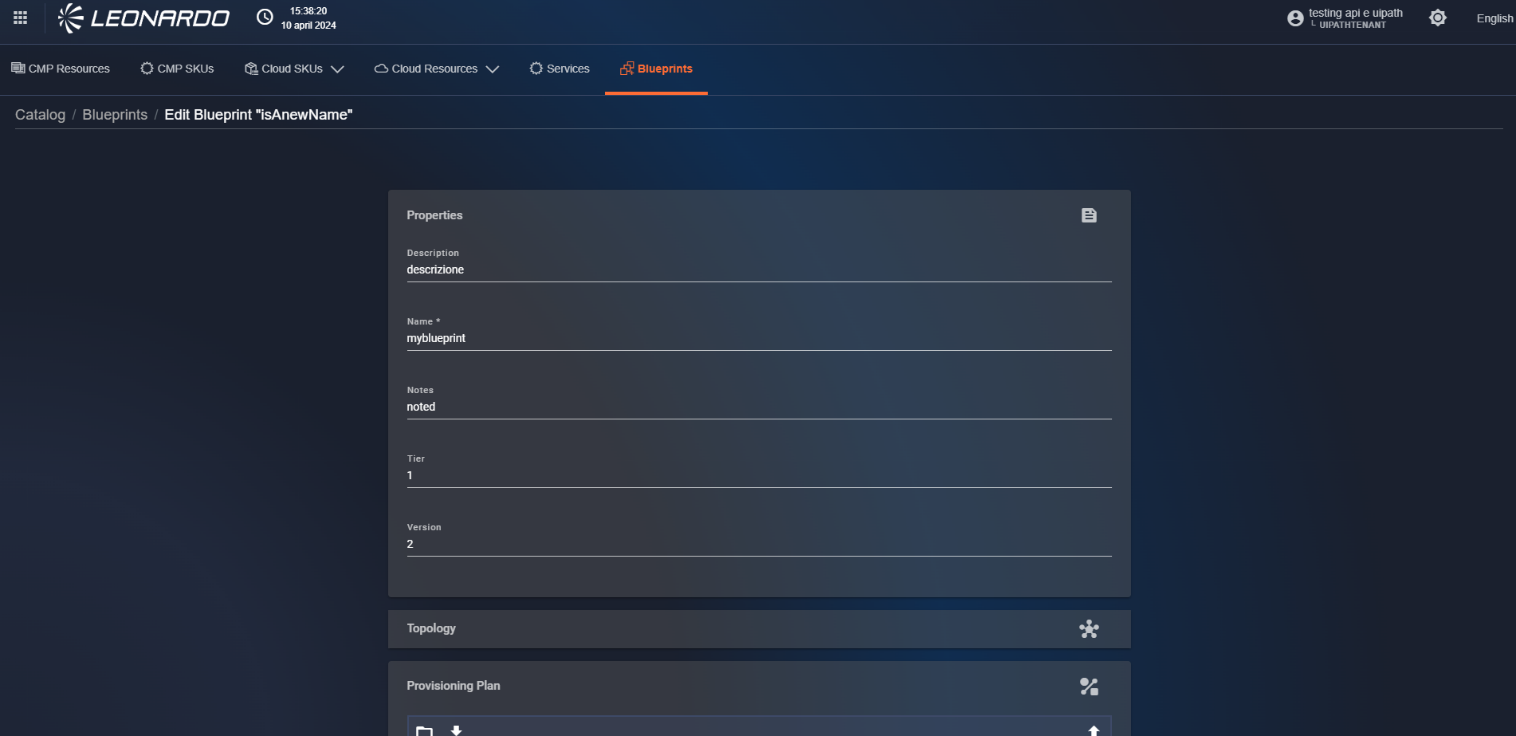 LEONARDO
15:38:20
10 april 2024
testing api e uipath
UIPATHTENANT
English
CMP Resources
CMP SKUs
Cloud SKUs
Cloud Resources
Services
Blueprints
Catalog / Blueprints / Edit Blueprint "isAnewName"
Properties
Description
descrizione
Name *
myblueprint
Notes
noted
Tier
1
Version
2
Topology
Provisioning Plan